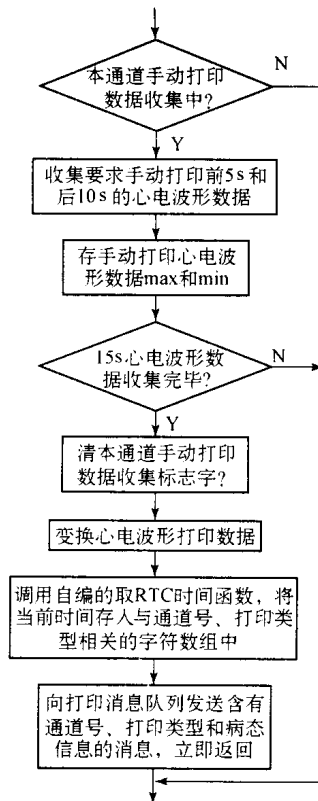 本通道手动打印
数据收集中?
N
Y
收集要求手动打印前5s和
后10s的心电波形数据
存手动打印心电波
形数据max和min
15s心电波形数
据收集完毕?
N
Y
清本通道手动打印
数据收集标志字?
变换心电波形打印数据
调用自编的取RTC时间函数，将
当前时间存入与通道号、打印类
型相关的字符数组中
向打印消息队列发送含有
通道号、打印类型和病态
信息的消息，立即返回